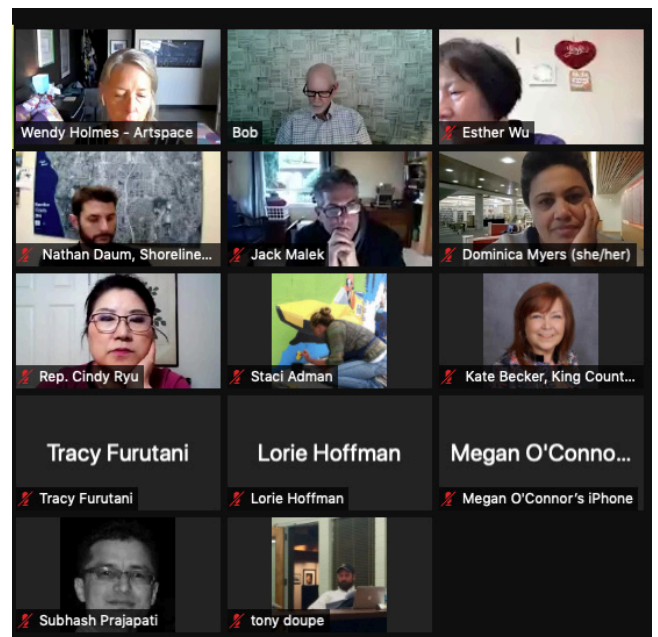 Wendy Holmes - Artspace
Bob
Esther Wu
Nathan Daum, Shoreline...
Jack Malek
Dominica Myers (she/her)
Rep. Cindy Ryu
Staci Adman
Kate Becker, King Count...
Tracy Furutani
Tracy Furutani
Lorie Hoffman
Lorie Hoffman
Megan O'Conno...
Megan O'Connor's iPhone
Subhash Prajapati
tony doupe